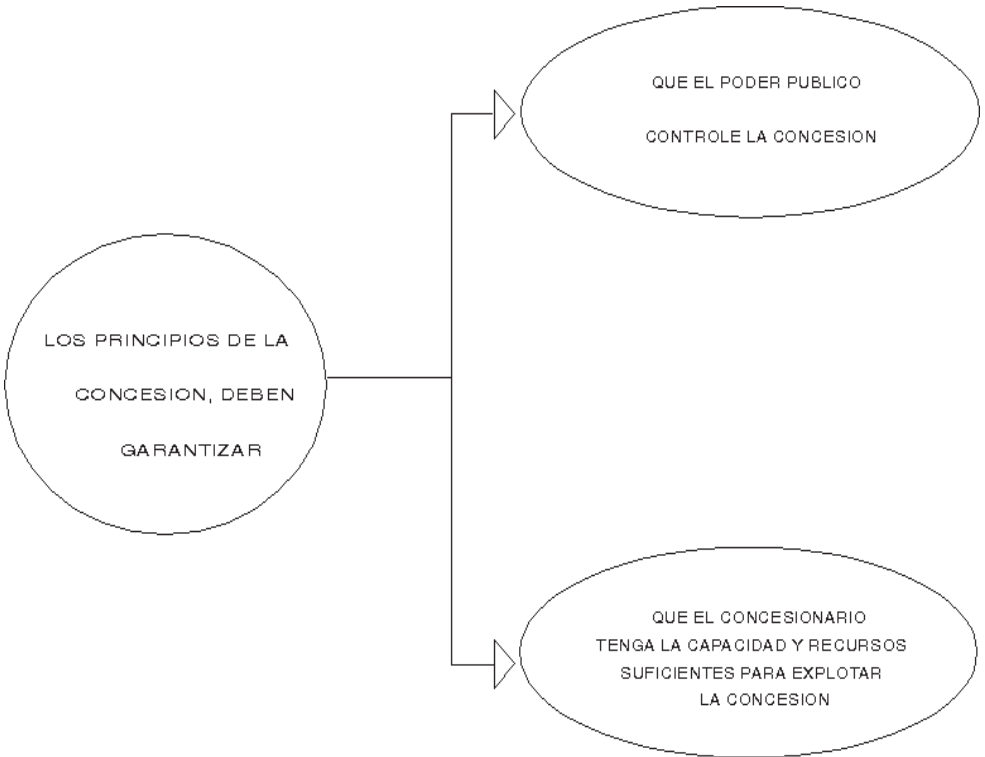 QUE EL PODER PUBLICO
CONTROLE LA CONCESION
LOS PRINCIPIOS DE LA
CONCESION, DEBEN
GARANTIZAR
QUE EL CONCESIONARIO
TENGA LA CAPACIDAD Y RECURSOS
SUFICIENTES PARA EXPLOTAR
LA CONCESION